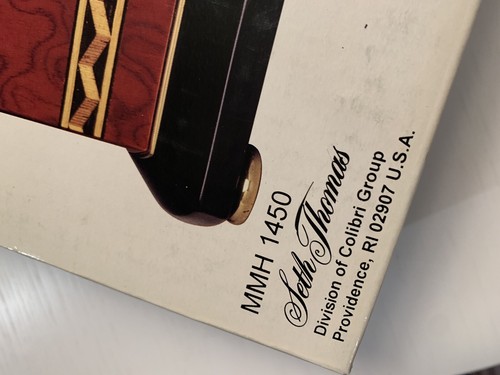 MMH 1450
Seth Thomas
Division of Colibri Group
Providence, RI 02907 U.S.A.